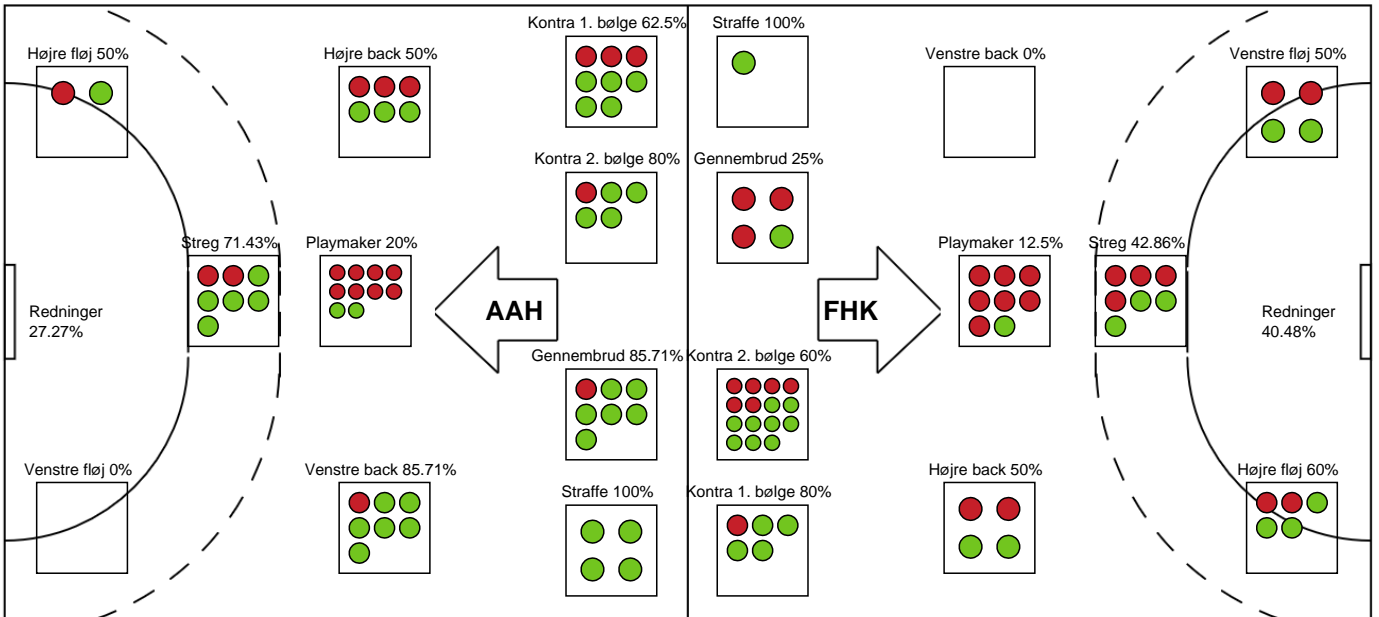 Kontra 1. bølge 62.5%
Straffe 100%
Højre fløj 50%
Højre back 50%
Venstre back 0%
Venstre fløj 50%
Kontra 2. bølge 80%
Gennembrud 25%
Streg 71.43%
Playmaker 20%
Playmaker 12.5%
Streg 42.86%
Redninger
27.27%
AAH
FHK
Redninger
40.48%
Gennembrud 85.71%
Kontra 2. bølge 60%
Venstre fløj 0%
Venstre back 85.71%
Højre back 50%
Højre fløj 60%
Straffe 100%
Kontra 1. bølge 80%